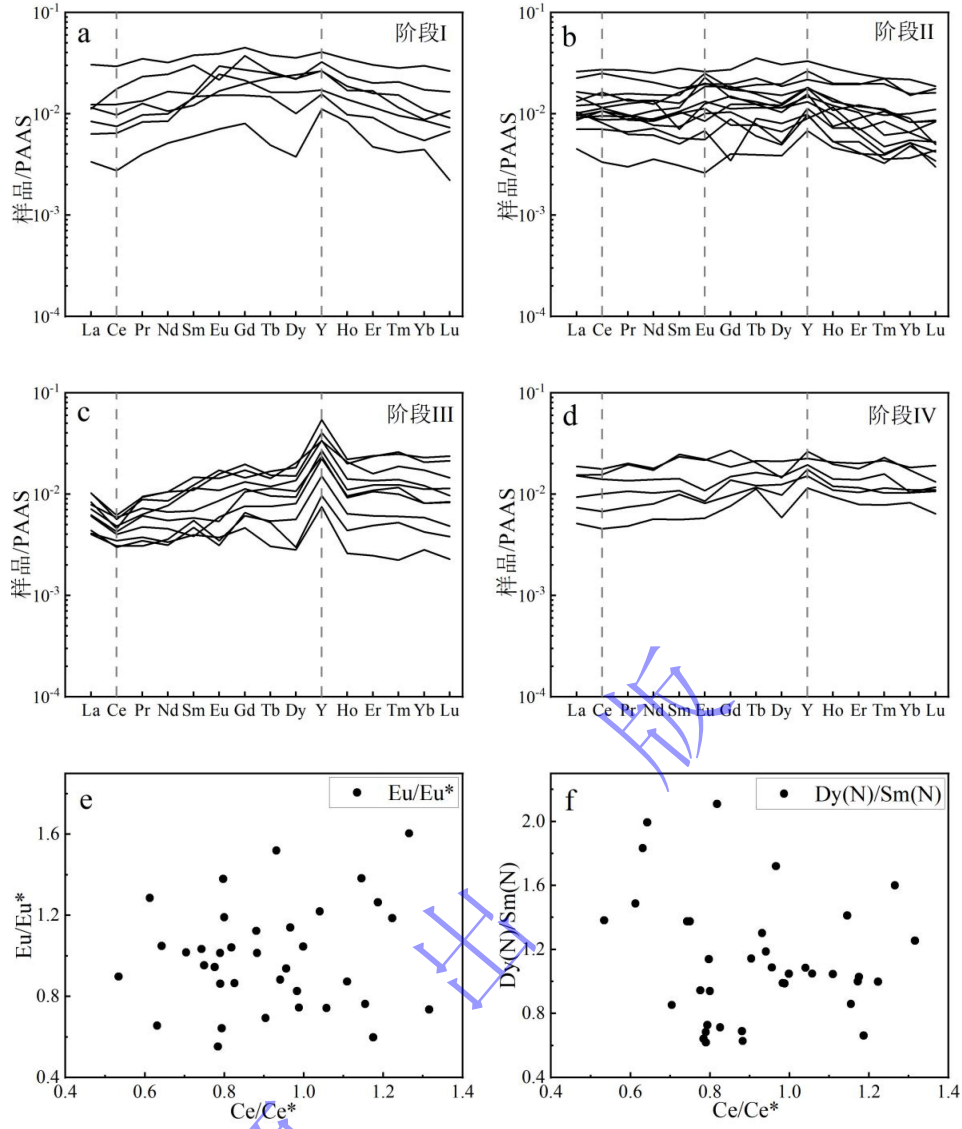 a 阶段I
样品/PAAS
10⁻¹
10⁻²
10⁻³
10⁻⁴
La Ce Pr Nd Sm Eu Gd Tb Dy Y Ho Er Tm Yb Lu
b 阶段II
样品/PAAS
10⁻¹
10⁻²
10⁻³
10⁻⁴
La Ce Pr Nd Sm Eu Gd Tb Dy Y Ho Er Tm Yb Lu
c 阶段III
样品/PAAS
10⁻¹
10⁻²
10⁻³
10⁻⁴
La Ce Pr Nd Sm Eu Gd Tb Dy Y Ho Er Tm Yb Lu
d 阶段IV
样品/PAAS
10⁻¹
10⁻²
10⁻³
10⁻⁴
La Ce Pr Nd Sm Eu Gd Tb Dy Y Ho Er Tm Yb Lu
e Eu/Eu*
Eu/Eu*
1.6
1.2
0.8
0.4
0.4 0.6 0.8 1.0 1.2 1.4
Ce/Ce*
f Dy(N)/Sm(N)
Dy(N)/Sm(N)
2.0
1.6
1.2
0.8
0.4
0.4 0.6 0.8 1.0 1.2 1.4
Ce/Ce*
版
出